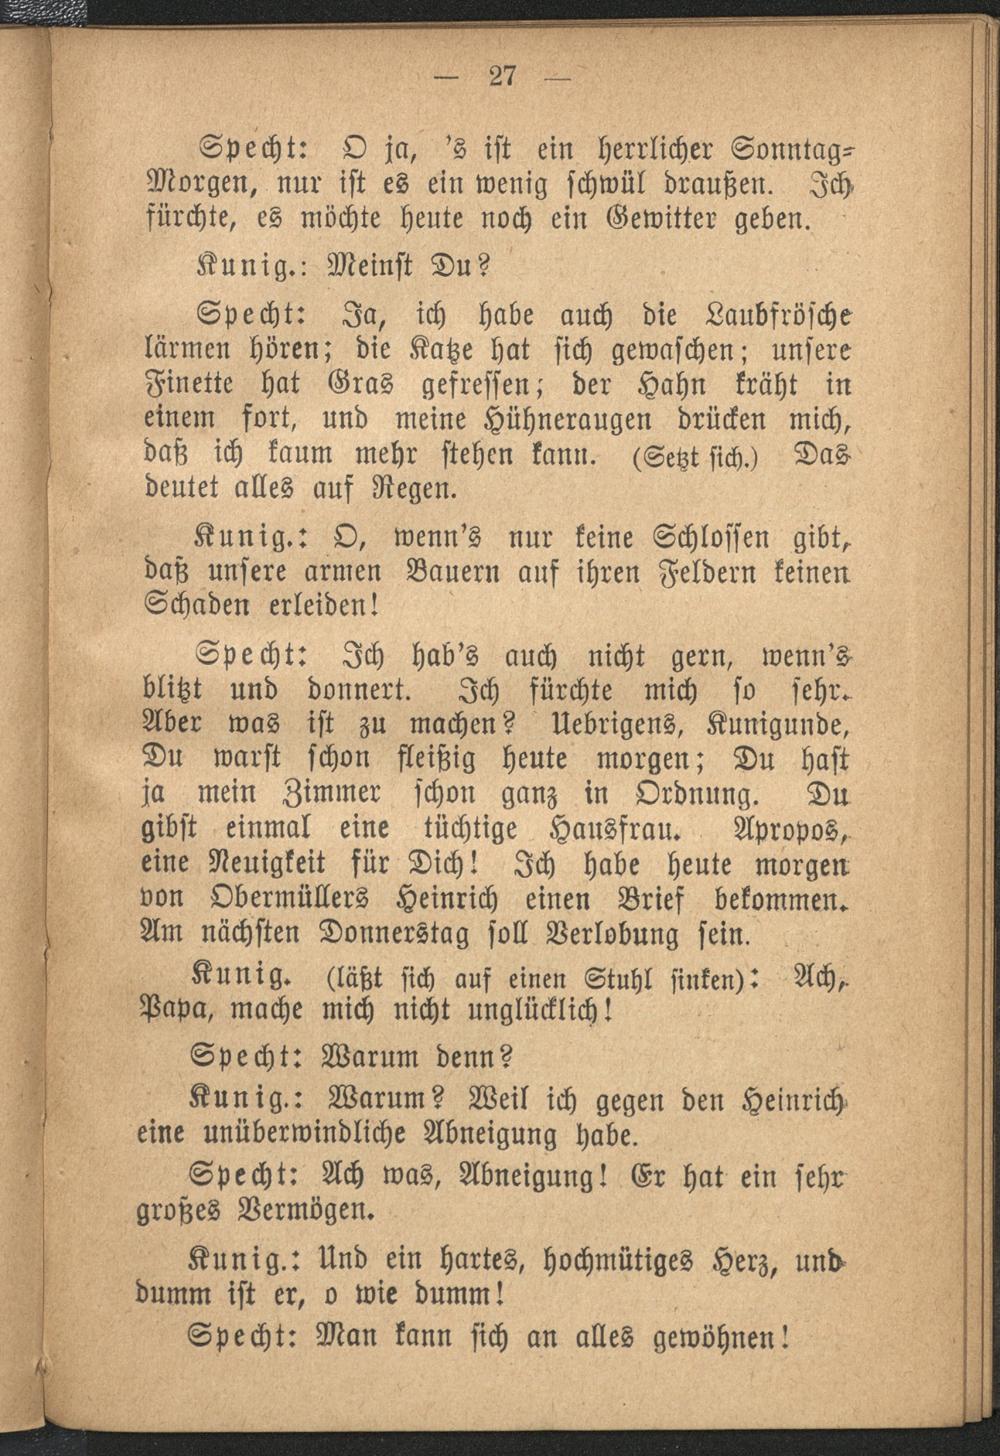 — 27 —
Specht: O ja, 's ist ein herrlicher Sonntag-
Morgen, nur ist es ein wenig schwül draußen. Ich
fürchte, es möchte heute noch ein Gewitter geben.
Kunig.: Meinst Du?
Specht: Ja, ich habe auch die Laubfrösche
lärmen hören; die Katze hat sich gewaschen; unsere
Finette hat Gras gefressen; der Hahn kräht in
einem fort, und meine Hühneraugen drücken mich,
daß ich kaum mehr stehen kann. (Setzt sich.) Das
deutet alles auf Regen.
Kunig.: O, wenn's nur keine Schlossen gibt,
daß unsere armen Bauern auf ihren Feldern keinen
Schaden erleiden!
Specht: Ich hab's auch nicht gern, wenn's
blitzt und donnert. Ich fürchte mich so sehr.
Aber was ist zu machen? Uebrigens, Kunigunde,
Du warst schon fleißig heute morgen; Du hast
ja mein Zimmer schon ganz in Ordnung. Du
gibst einmal eine tüchtige Hausfrau. Apropos,
eine Neuigkeit für Dich! Ich habe heute morgen
von Obermüllers Heinrich einen Brief bekommen.
Am nächsten Donnerstag soll Verlobung sein.
Kunig. (läßt sich auf einen Stuhl sinken): Ach,
Papa, mache mich nicht unglücklich!
Specht: Warum denn?
Kunig.: Warum? Weil ich gegen den Heinrich
eine unüberwindliche Abneigung habe.
Specht: Ach was, Abneigung! Er hat ein sehr
großes Vermögen.
Kunig.: Und ein hartes, hochmütiges Herz, und
dumm ist er, o wie dumm!
Specht: Man kann sich an alles gewöhnen!